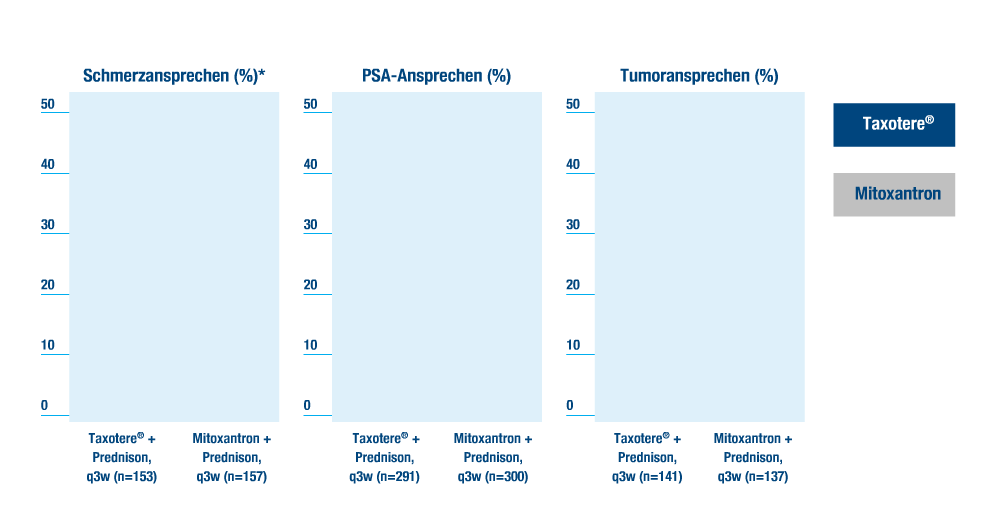 Schmerzansprechen (%)*
50
40
30
20
10
0
Taxotere® +
Prednison,
q3w (n=153)
Mitoxantron +
Prednison,
q3w (n=157)
PSA-Ansprechen (%)
50
40
30
20
10
0
Taxotere® +
Prednison,
q3w (n=291)
Mitoxantron +
Prednison,
q3w (n=300)
Tumoransprechen (%)
50
40
30
20
10
0
Taxotere® +
Prednison,
q3w (n=141)
Mitoxantron +
Prednison,
q3w (n=137)
Taxotere®
Mitoxantron